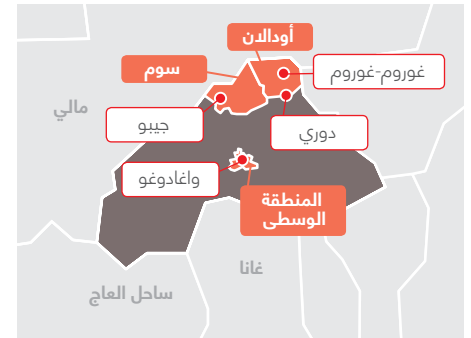 أودالان
غوروم-غوروم
سوم
مالي
جيبو
دوري
واغادوغو
المنطقة
الوسطى
غانا
ساحل العاج